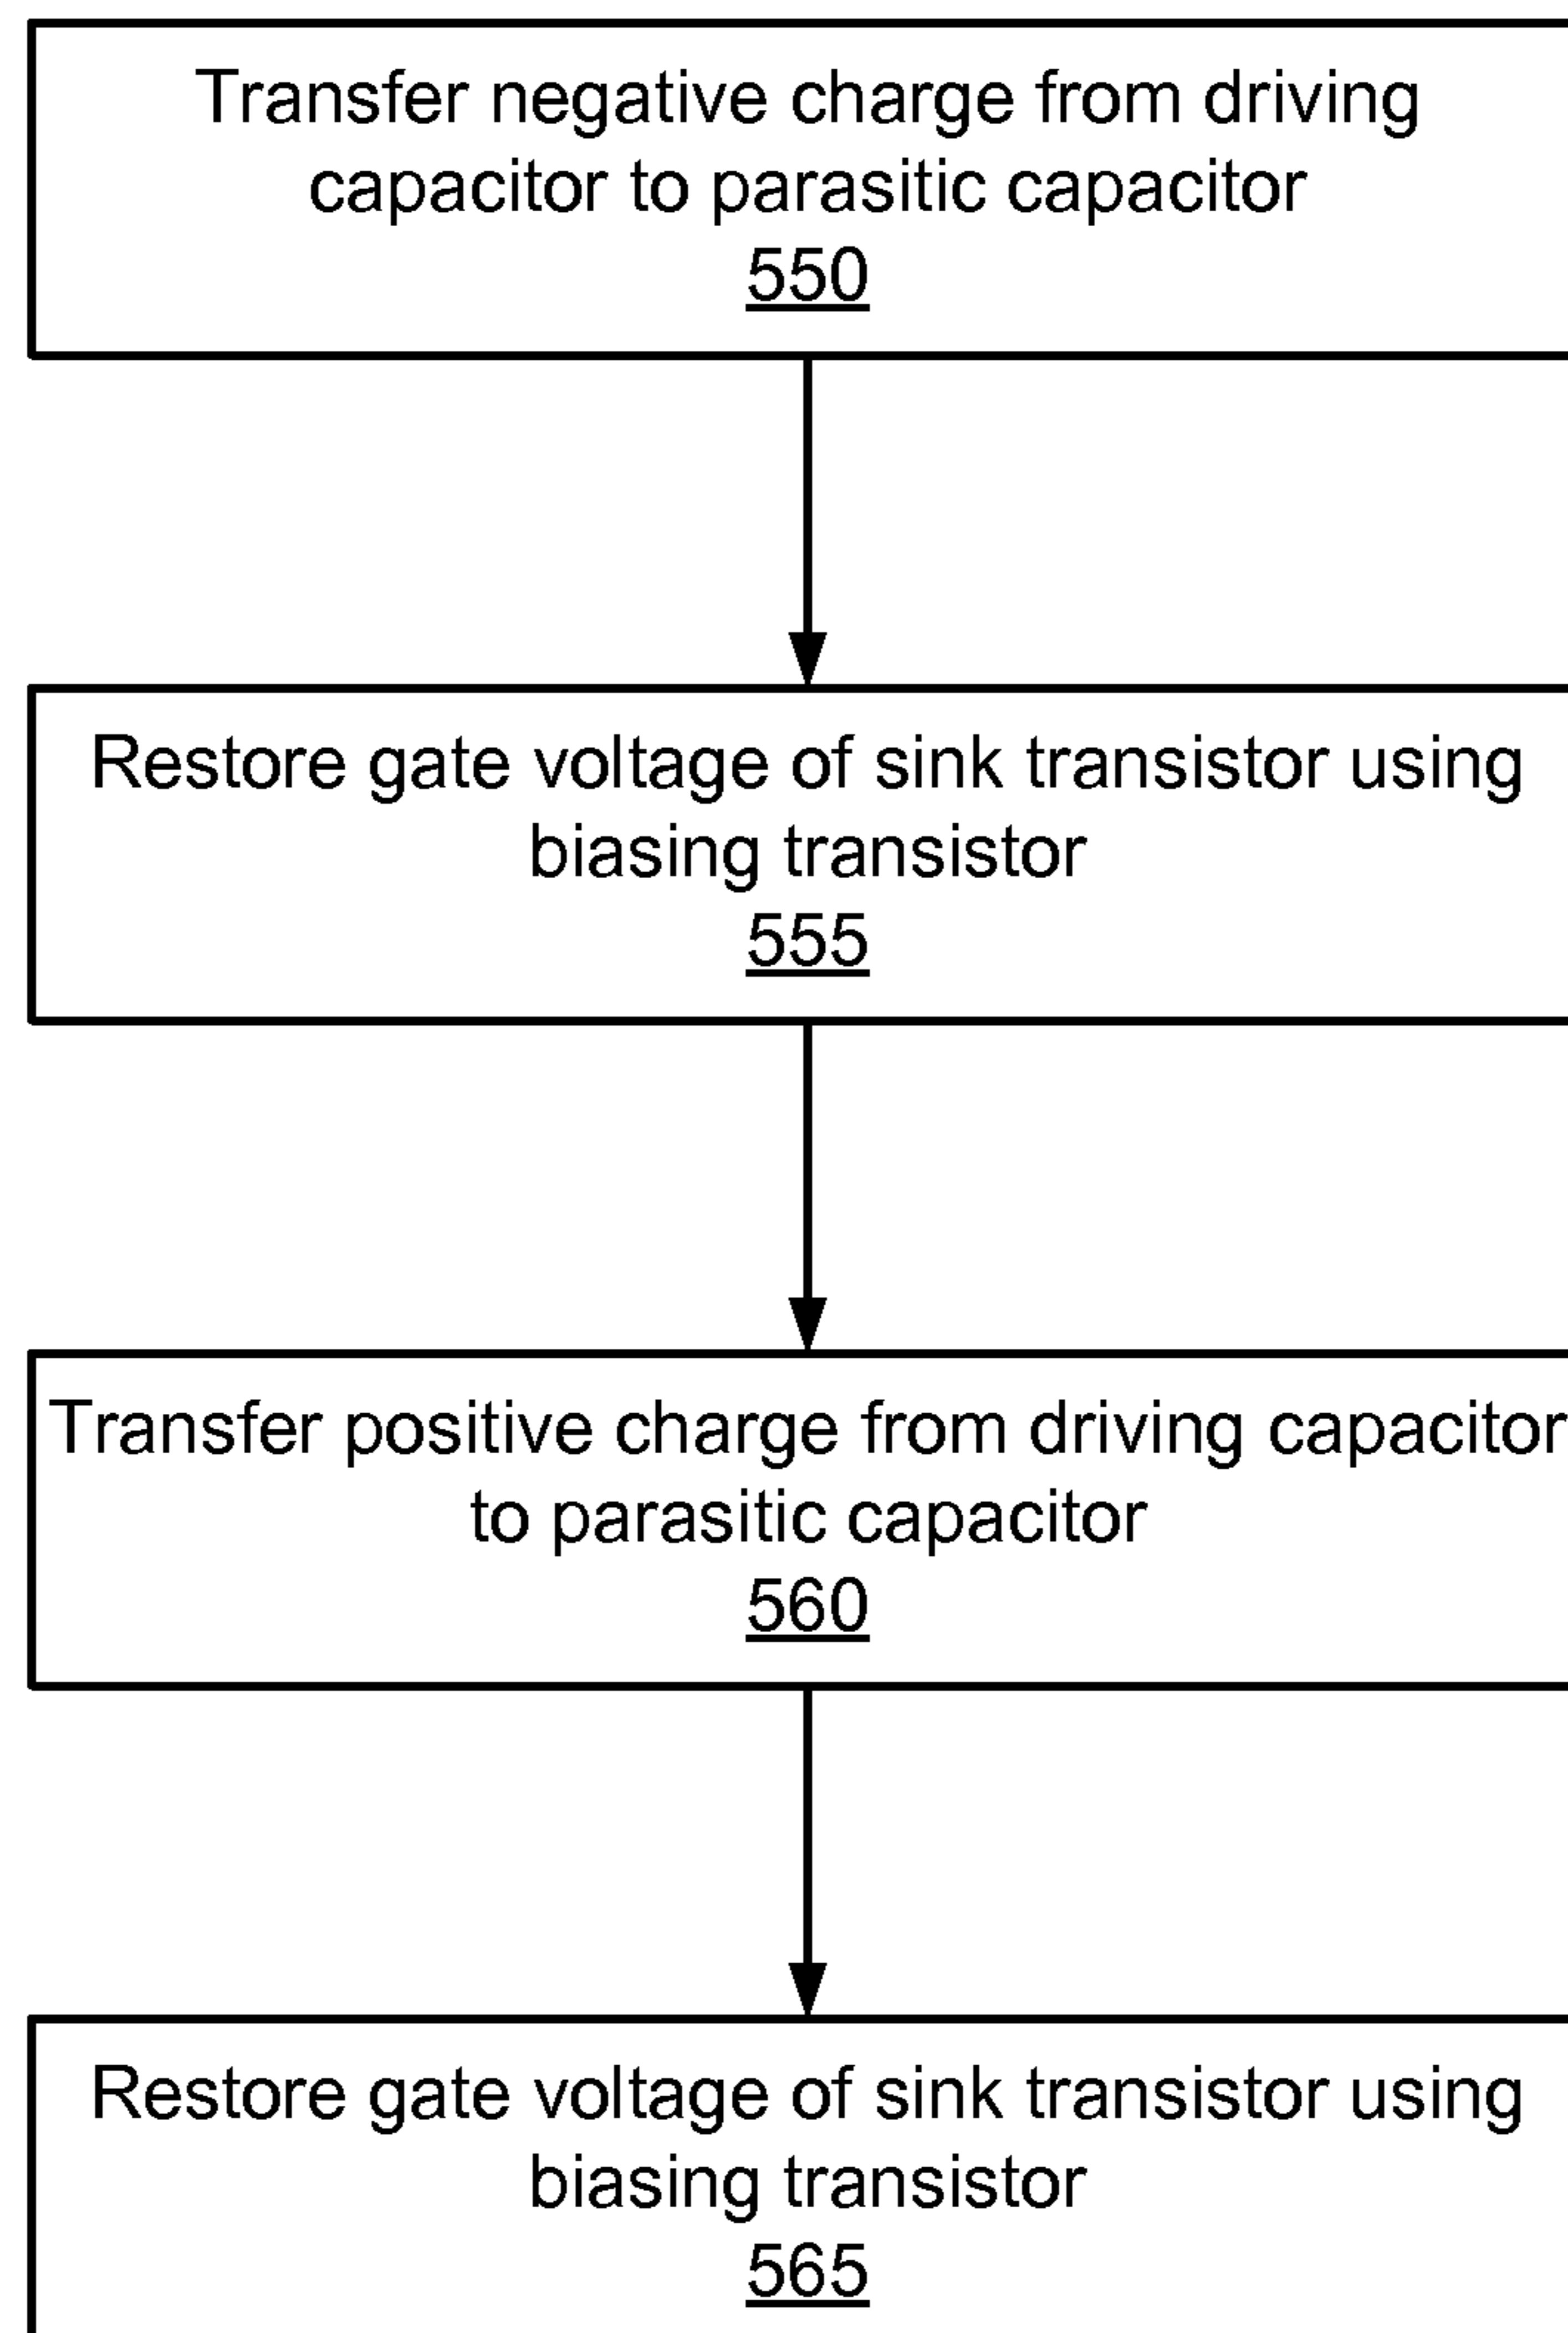 Transfer negative charge from driving
capacitor to parasitic capacitor
550
Restore gate voltage of sink transistor using
biasing transistor
555
Transfer positive charge from driving capacitor
to parasitic capacitor
560
Restore gate voltage of sink transistor using
biasing transistor
565